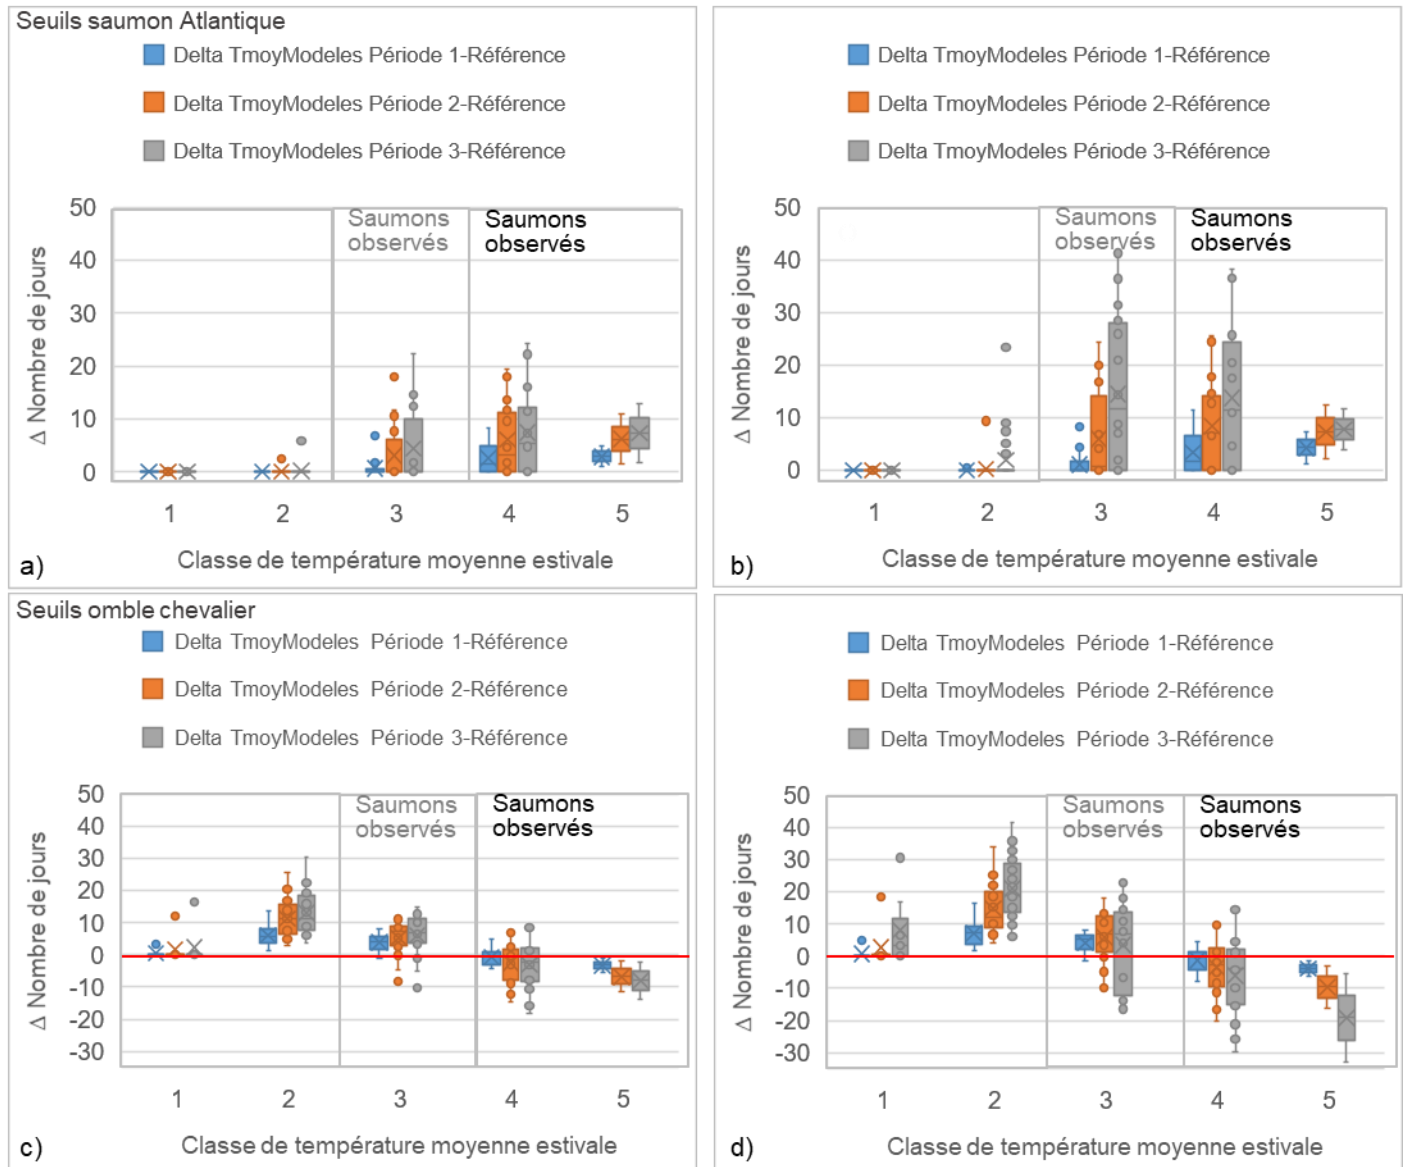 Seuils saumon Atlantique
Delta TmoyModeles Période 1-Référence
Delta TmoyModeles Période 2-Référence
Delta TmoyModeles Période 3-Référence
Δ Nombre de jours
50
40
30
20
10
0
Saumons
observés
Saumons
observés
1 2 3 4 5
Classe de température moyenne estivale
a)
Delta TmoyModeles Période 1-Référence
Delta TmoyModeles Période 2-Référence
Delta TmoyModeles Période 3-Référence
Δ Nombre de jours
50
40
30
20
10
0
Saumons
observés
Saumons
observés
1 2 3 4 5
Classe de température moyenne estivale
b)
Seuils omble chevalier
Delta TmoyModeles Période 1-Référence
Delta TmoyModeles Période 2-Référence
Delta TmoyModeles Période 3-Référence
Δ Nombre de jours
50
40
30
20
10
0
-10
-20
-30
Saumons
observés
Saumons
observés
1 2 3 4 5
Classe de température moyenne estivale
c)
Delta TmoyModeles Période 1-Référence
Delta TmoyModeles Période 2-Référence
Delta TmoyModeles Période 3-Référence
Δ Nombre de jours
50
40
30
20
10
0
-10
-20
-30
Saumons
observés
Saumons
observés
1 2 3 4 5
Classe de température moyenne estivale
d)